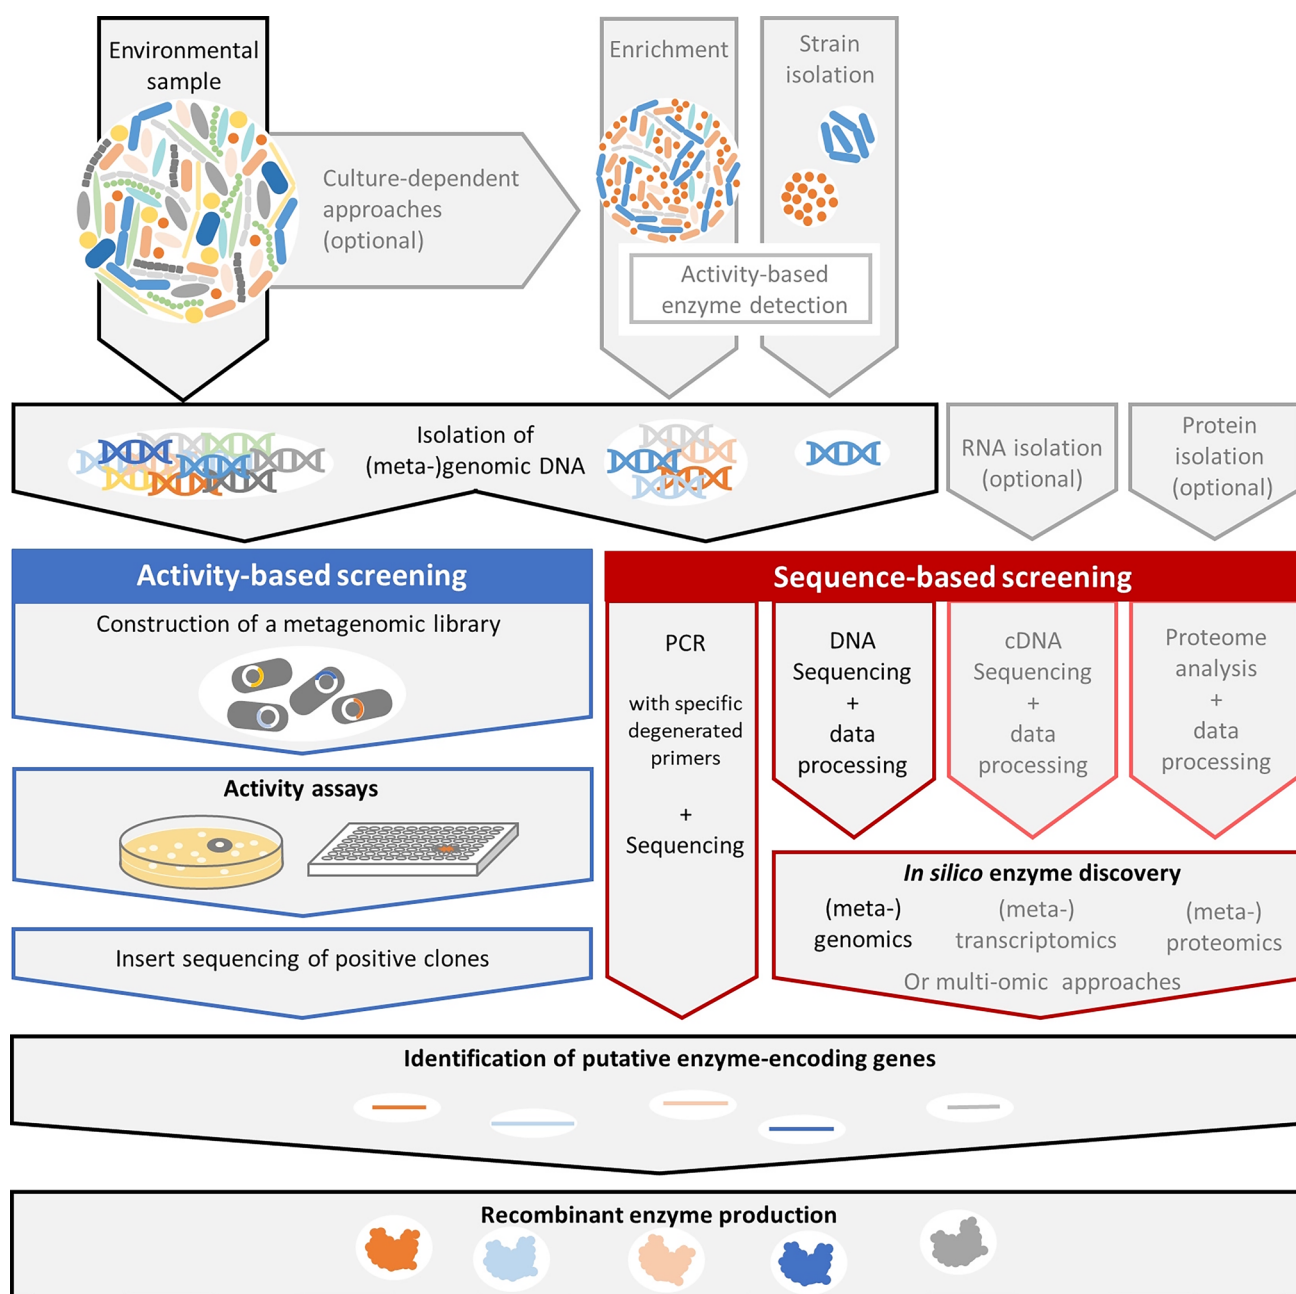 Environmental
sample
Culture-dependent
approaches
(optional)
Enrichment
Strain
isolation
Activity-based
enzyme detection
Isolation of
(meta-)genomic DNA
RNA isolation
(optional)
Protein
isolation
(optional)
Activity-based screening
Construction of a metagenomic library
Activity assays
Insert sequencing of positive clones
Sequence-based screening
PCR
with specific
degenerated
primers
+
Sequencing
DNA
Sequencing
+
data
processing
cDNA
Sequencing
+
data
processing
Proteome
analysis
+
data
processing
In silico enzyme discovery
(meta-)
genomics
(meta-)
transcriptomics
(meta-)
proteomics
Or multi-omic approaches
Identification of putative enzyme-encoding genes
Recombinant enzyme production